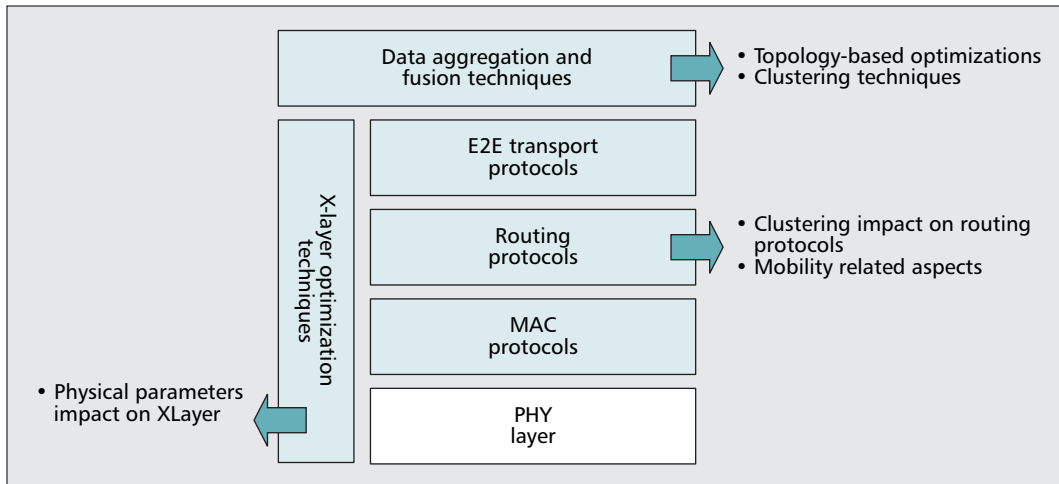 Data aggregation and
fusion techniques
• Topology-based optimizations
• Clustering techniques
E2E transport
protocols
X-layer optimization
techniques
Routing
protocols
• Clustering impact on routing
protocols
• Mobility related aspects
MAC
protocols
• Physical parameters
impact on XLayer
PHY
layer